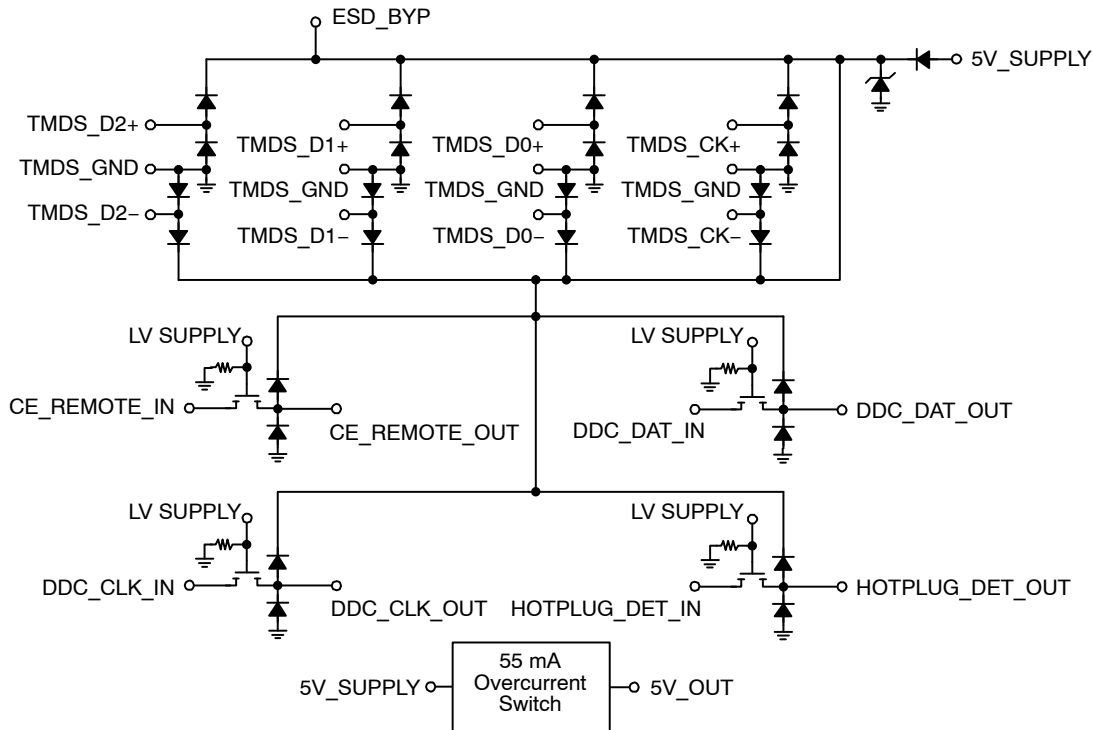 ESD_BYP
5V_SUPPLY
TMDS_D2+
TMDS_D1+
TMDS_D0+
TMDS_CK+
TMDS_GND
TMDS_GND
TMDS_GND
TMDS_GND
TMDS_D2−
TMDS_D1−
TMDS_D0−
TMDS_CK−
LV SUPPLY
LV SUPPLY
CE_REMOTE_IN
CE_REMOTE_OUT
DDC_DAT_IN
DDC_DAT_OUT
LV SUPPLY
LV SUPPLY
DDC_CLK_IN
DDC_CLK_OUT
HOTPLUG_DET_IN
HOTPLUG_DET_OUT
5V_SUPPLY
55 mA
Overcurrent
Switch
5V_OUT